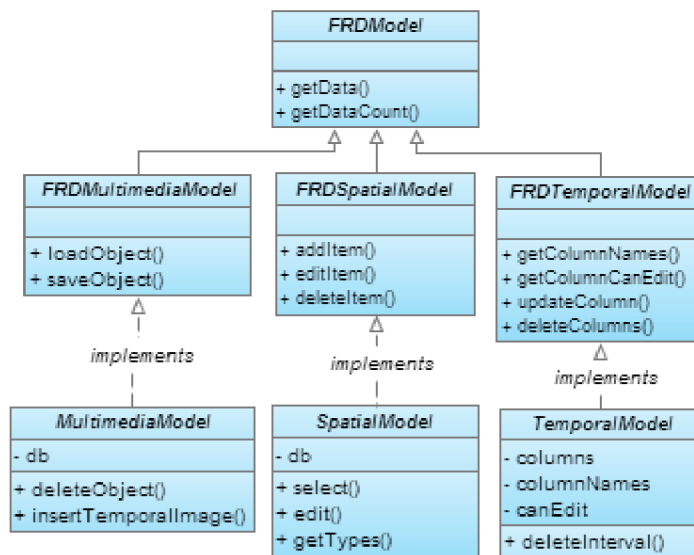 FRDModel
+ getData()
+ getDataCount()
FRDMultimediaModel
+ loadObject()
+ saveObject()
FRDSpatialModel
+ addItem()
+ editItem()
+ deleteItem()
FRDTemporalModel
+ getColumnNames()
+ getColumnCanEdit()
+ updateColumn()
+ deleteColumns()
implements
implements
implements
MultimediaModel
- db
+ deleteObject()
+ insertTemporalImage()
SpatialModel
- db
+ select()
+ edit()
+ getTypes()
TemporalModel
- columns
- columnNames
- canEdit
+ deleteInterval()